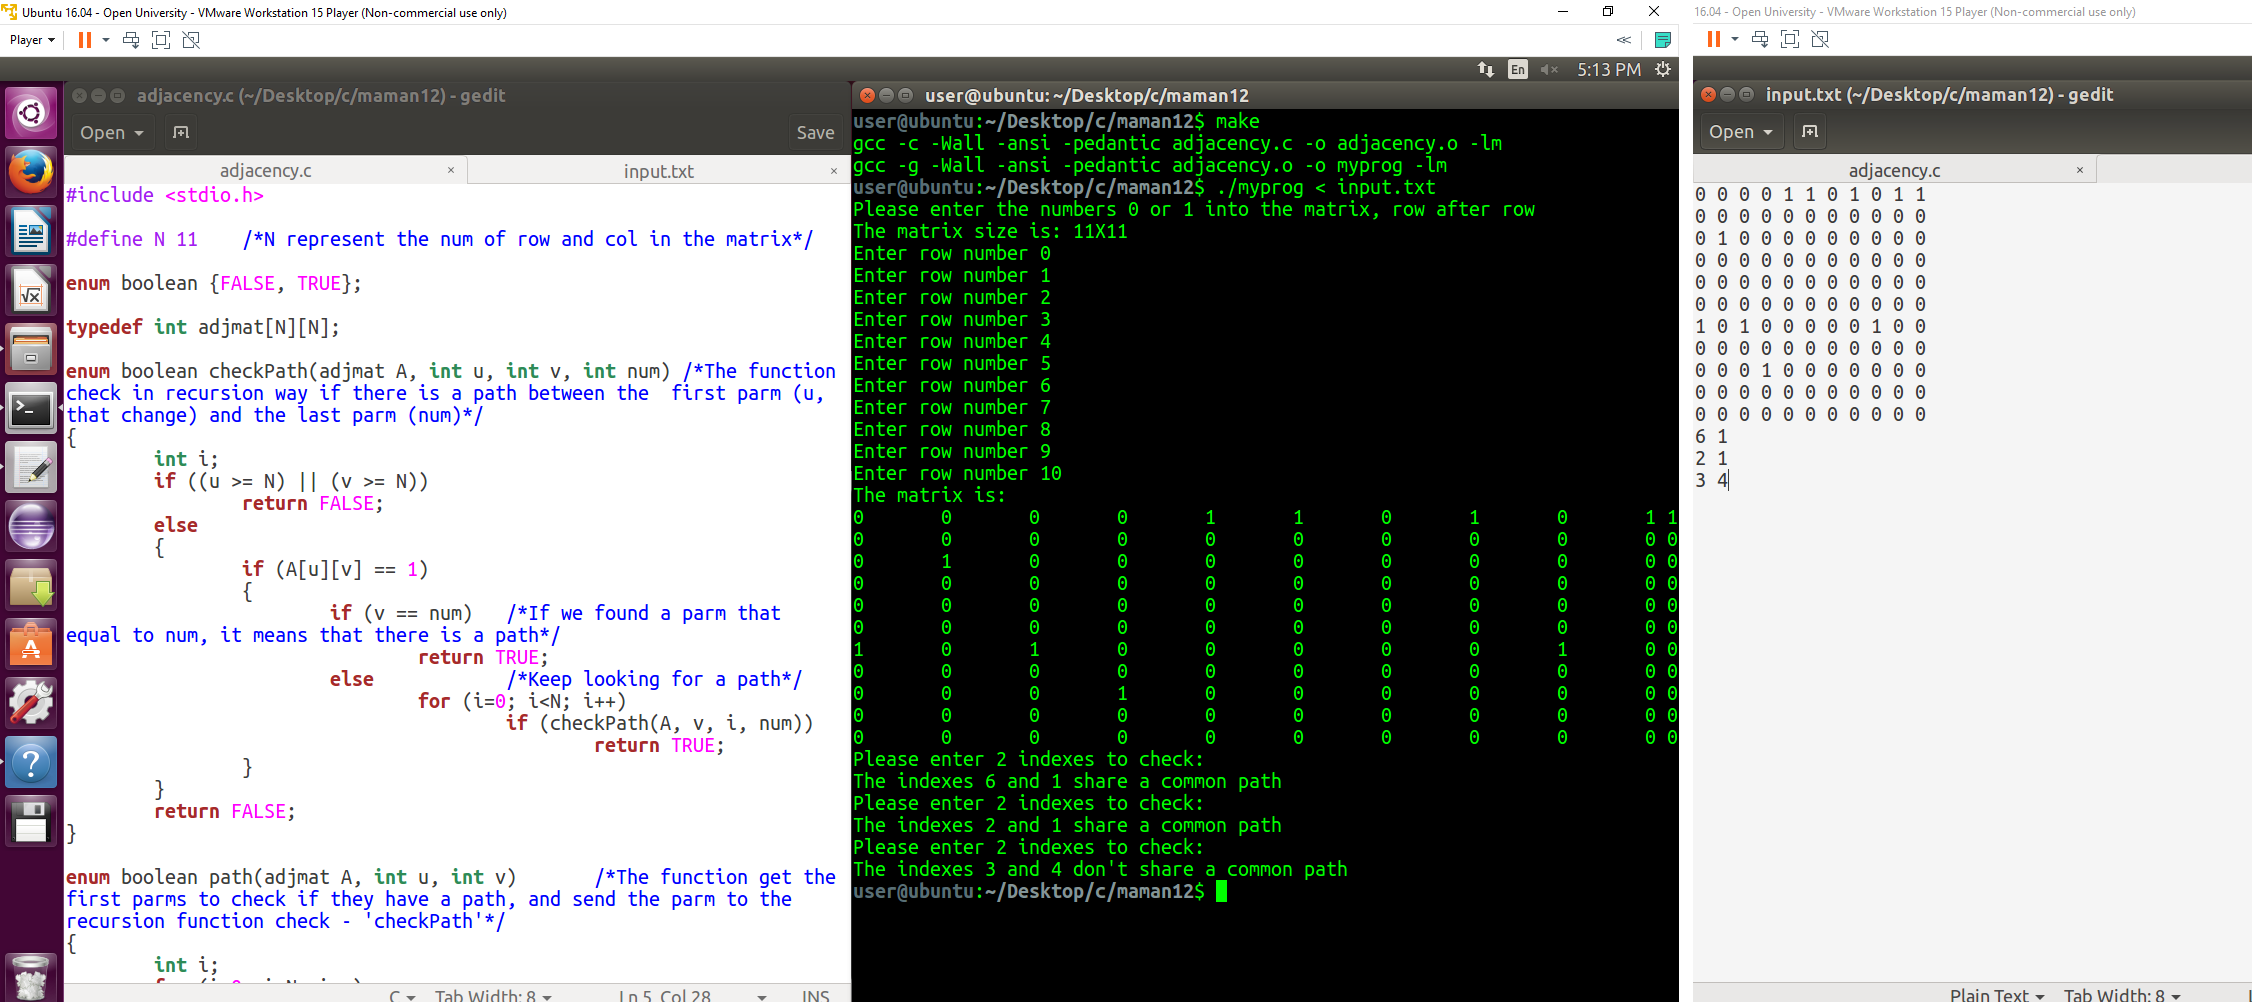 Ubuntu 16.04 - Open University - VMware Workstation 15 Player (Non-commercial use only)
Player
En
5:13 PM
adjacency.c (~/Desktop/c/maman12) - gedit
Open
Save
adjacency.c
input.txt
#include <stdio.h>
#define N 11    /*N represent the num of row and col in the matrix*/
enum boolean {FALSE, TRUE};
typedef int adjmat[N][N];
enum boolean checkPath(adjmat A, int u, int v, int num) /*The function
check in recursion way if there is a path between the  first parm (u,
that change) and the last parm (num)*/
{
int i;
if ((u >= N) || (v >= N))
return FALSE;
else
{
if (A[u][v] == 1)
{
if (v == num)   /*If we found a parm that
equal to num, it means that there is a path*/
return TRUE;
else            /*Keep looking for a path*/
for (i=0; i<N; i++)
if (checkPath(A, v, i, num))
return TRUE;
}
}
return FALSE;
}
enum boolean path(adjmat A, int u, int v)       /*The function get the
first parms to check if they have a path, and send the parm to the
recursion function check - 'checkPath'*/
{
int i;
C
Tab Width: 8
Ln 5, Col 28
INS
user@ubuntu: ~/Desktop/c/maman12
user@ubuntu:~/Desktop/c/maman12$ make
gcc -c -Wall -ansi -pedantic adjacency.c -o adjacency.o -lm
gcc -g -Wall -ansi -pedantic adjacency.o -o myprog -lm
user@ubuntu:~/Desktop/c/maman12$ ./myprog < input.txt
Please enter the numbers 0 or 1 into the matrix, row after row
The matrix size is: 11X11
Enter row number 0
Enter row number 1
Enter row number 2
Enter row number 3
Enter row number 4
Enter row number 5
Enter row number 6
Enter row number 7
Enter row number 8
Enter row number 9
Enter row number 10
The matrix is:
0 0 0 0 1 1 0 1 0 1 1
0 0 0 0 0 0 0 0 0 0 0
0 1 0 0 0 0 0 0 0 0 0
0 0 0 0 0 0 0 0 0 0 0
0 0 0 0 0 0 0 0 0 0 0
0 0 0 0 0 0 0 0 0 0 0
1 0 1 0 0 0 0 0 1 0 0
0 0 0 0 0 0 0 0 0 0 0
0 0 0 1 0 0 0 0 0 0 0
0 0 0 0 0 0 0 0 0 0 0
0 0 0 0 0 0 0 0 0 0 0
Please enter 2 indexes to check:
The indexes 6 and 1 share a common path
Please enter 2 indexes to check:
The indexes 2 and 1 share a common path
Please enter 2 indexes to check:
The indexes 3 and 4 don't share a common path
user@ubuntu:~/Desktop/c/maman12$
16.04 - Open University - VMware Workstation 15 Player (Non-commercial use only)
input.txt (~/Desktop/c/maman12) - gedit
Open
adjacency.c
0 0 0 0 1 1 0 1 0 1 1
0 0 0 0 0 0 0 0 0 0 0
0 1 0 0 0 0 0 0 0 0 0
0 0 0 0 0 0 0 0 0 0 0
0 0 0 0 0 0 0 0 0 0 0
0 0 0 0 0 0 0 0 0 0 0
1 0 1 0 0 0 0 0 1 0 0
0 0 0 0 0 0 0 0 0 0 0
0 0 0 1 0 0 0 0 0 0 0
0 0 0 0 0 0 0 0 0 0 0
0 0 0 0 0 0 0 0 0 0 0
6 1
2 1
3 4
Plain Text
Tab Width: 8